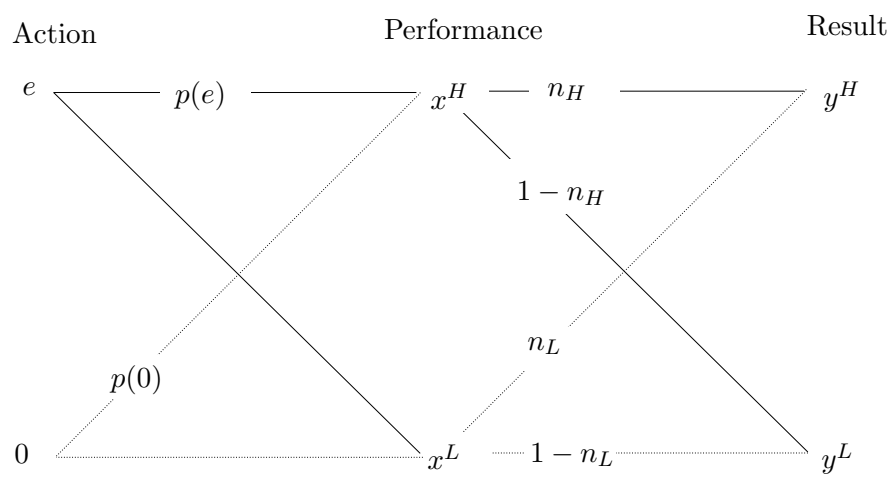 Action Performance Result
e p(e) x^H n_H y^H
1 − n_H
n_L
p(0)
0 x^L 1 − n_L y^L